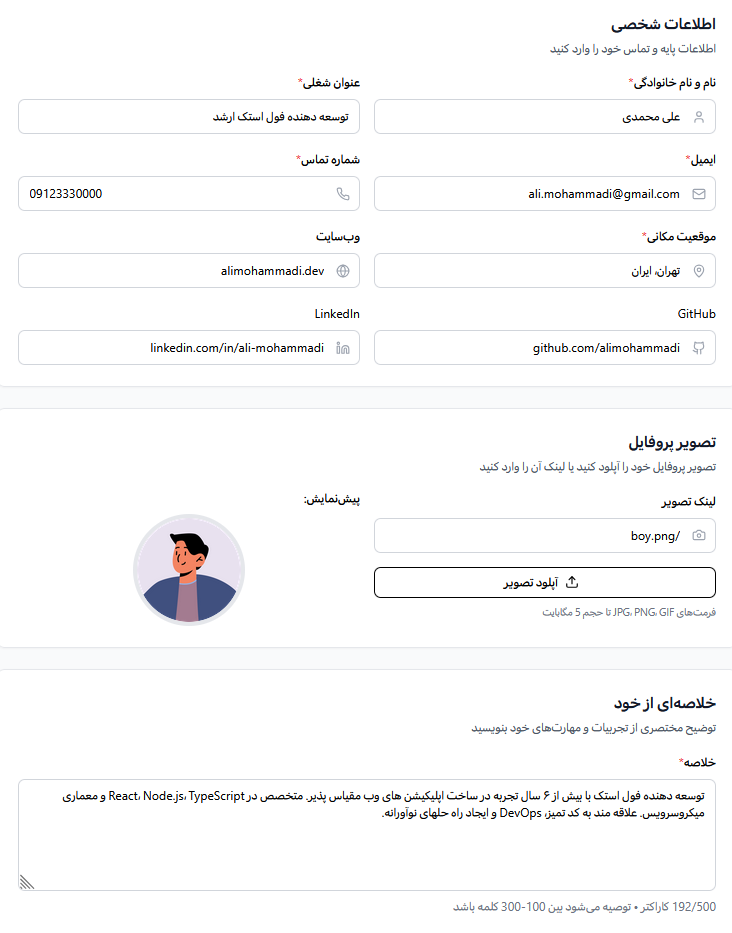 اطلاعات شخصی
اطلاعات پایه و تماس خود را وارد کنید
نام و نام خانوادگی*
علی محمدی
عنوان شغلی*
توسعه دهنده فول استک ارشد
ایمیل*
ali.mohammadi@gmail.com
شماره تماس*
09123330000
موقعیت مکانی*
تهران، ایران
وب‌سایت
alimohammadi.dev
GitHub
github.com/alimohammadi
LinkedIn
linkedin.com/in/ali-mohammadi
تصویر پروفایل
تصویر پروفایل خود را آپلود کنید یا لینک آن را وارد کنید
لینک تصویر
boy.png/
آپلود تصویر
فرمت‌های JPG، PNG، GIF تا حجم 5 مگابایت
پیش‌نمایش:
خلاصه‌ای از خود
توضیح مختصری از تجربیات و مهارت‌های خود بنویسید
خلاصه*
توسعه دهنده فول استک با بیش از ۶ سال تجربه در ساخت اپلیکیشن های وب مقیاس پذیر. متخصص در React، Node.js، TypeScript و معماری
میکروسرویس. علاقه مند به کد تمیز، DevOps و ایجاد راه حلهای نوآورانه.
192/500 کاراکتر • توصیه می‌شود بین 100-300 کلمه باشد